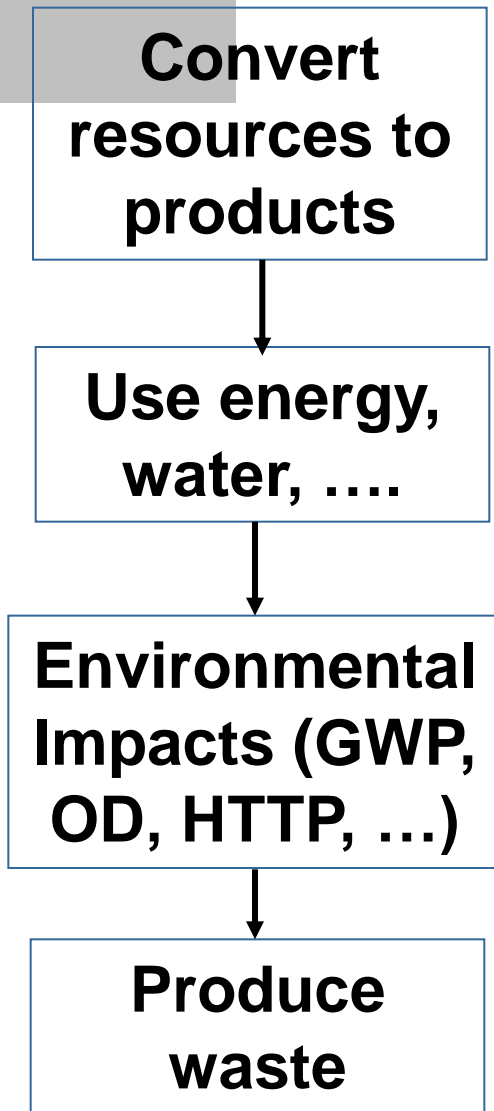 Convert
resources to
products
Use energy,
water, ….
Environmental
Impacts (GWP,
OD, HTTP, …)
Produce
waste